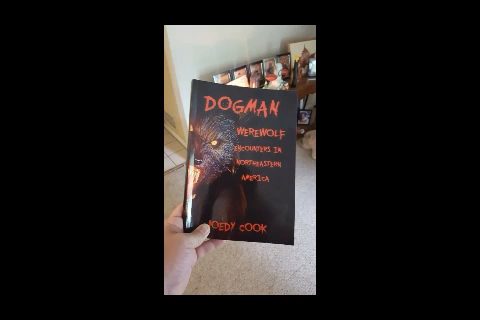 DOGMAN
WEREWOLF
ENCOUNTERS IN
NORTHEASTERN
AMERICA
JOEDY COOK